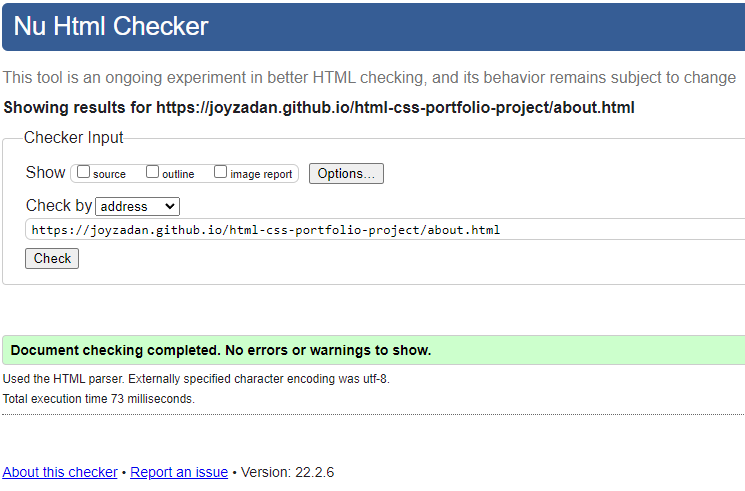 Nu Html Checker
This tool is an ongoing experiment in better HTML checking, and its behavior remains subject to change
Showing results for https://joyzadan.github.io/html-css-portfolio-project/about.html
Checker Input
Show source outline image report Options...
Check by address
https://joyzadan.github.io/html-css-portfolio-project/about.html
Check
Document checking completed. No errors or warnings to show.
Used the HTML parser. Externally specified character encoding was utf-8.
Total execution time 73 milliseconds.
About this checker • Report an issue • Version: 22.2.6